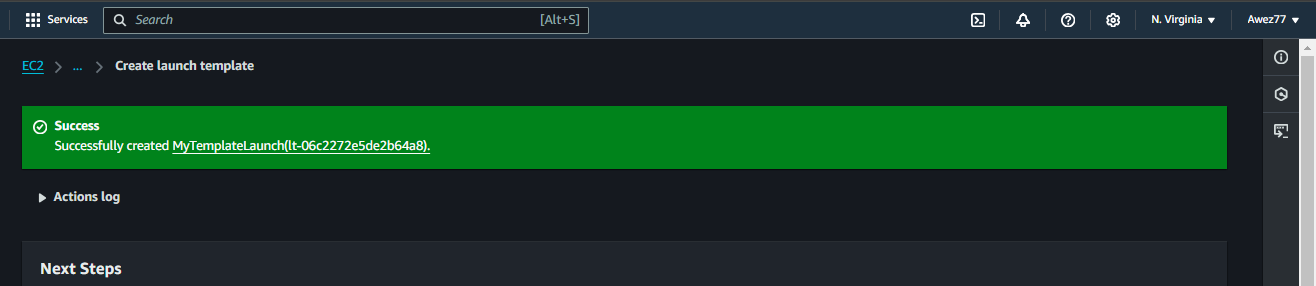 Services Search [Alt+S] N. Virginia Awez77
EC2 ... Create launch template
Success
Successfully created MyTemplateLaunch(lt-06c2272e5de2b64a8).
Actions log
Next Steps